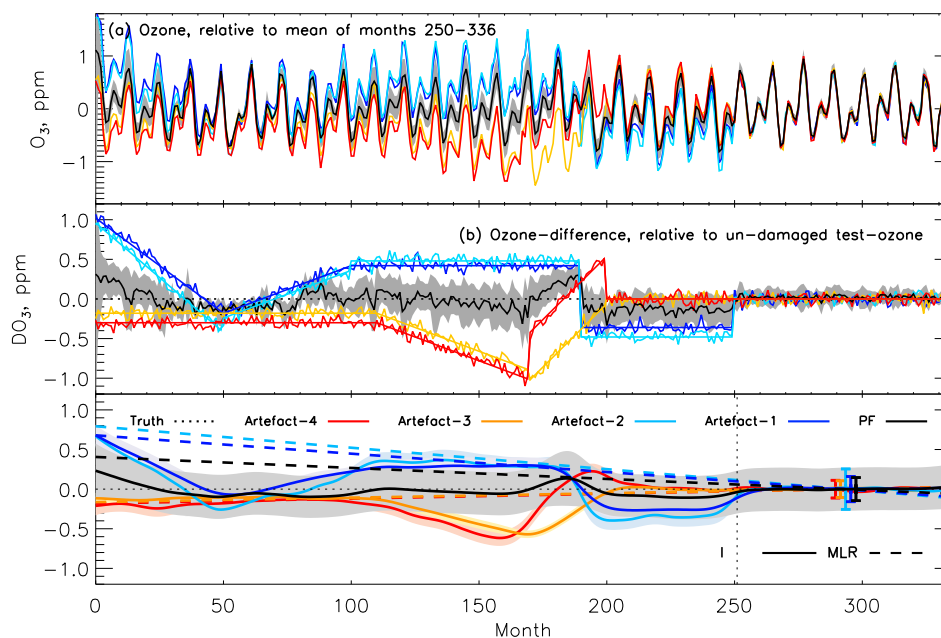 (a) Ozone, relative to mean of months 250-336
O3, ppm
1
0
-1
(b) Ozone-difference, relative to un-damaged test-ozone
DO3, ppm
1.0
0.5
0.0
-0.5
-1.0
Truth Artefact-4 Artefact-3 Artefact-2 Artefact-1 PF
1.0
0.5
0.0
-0.5
-1.0
I MLR
0 50 100 150 200 250 300
Month